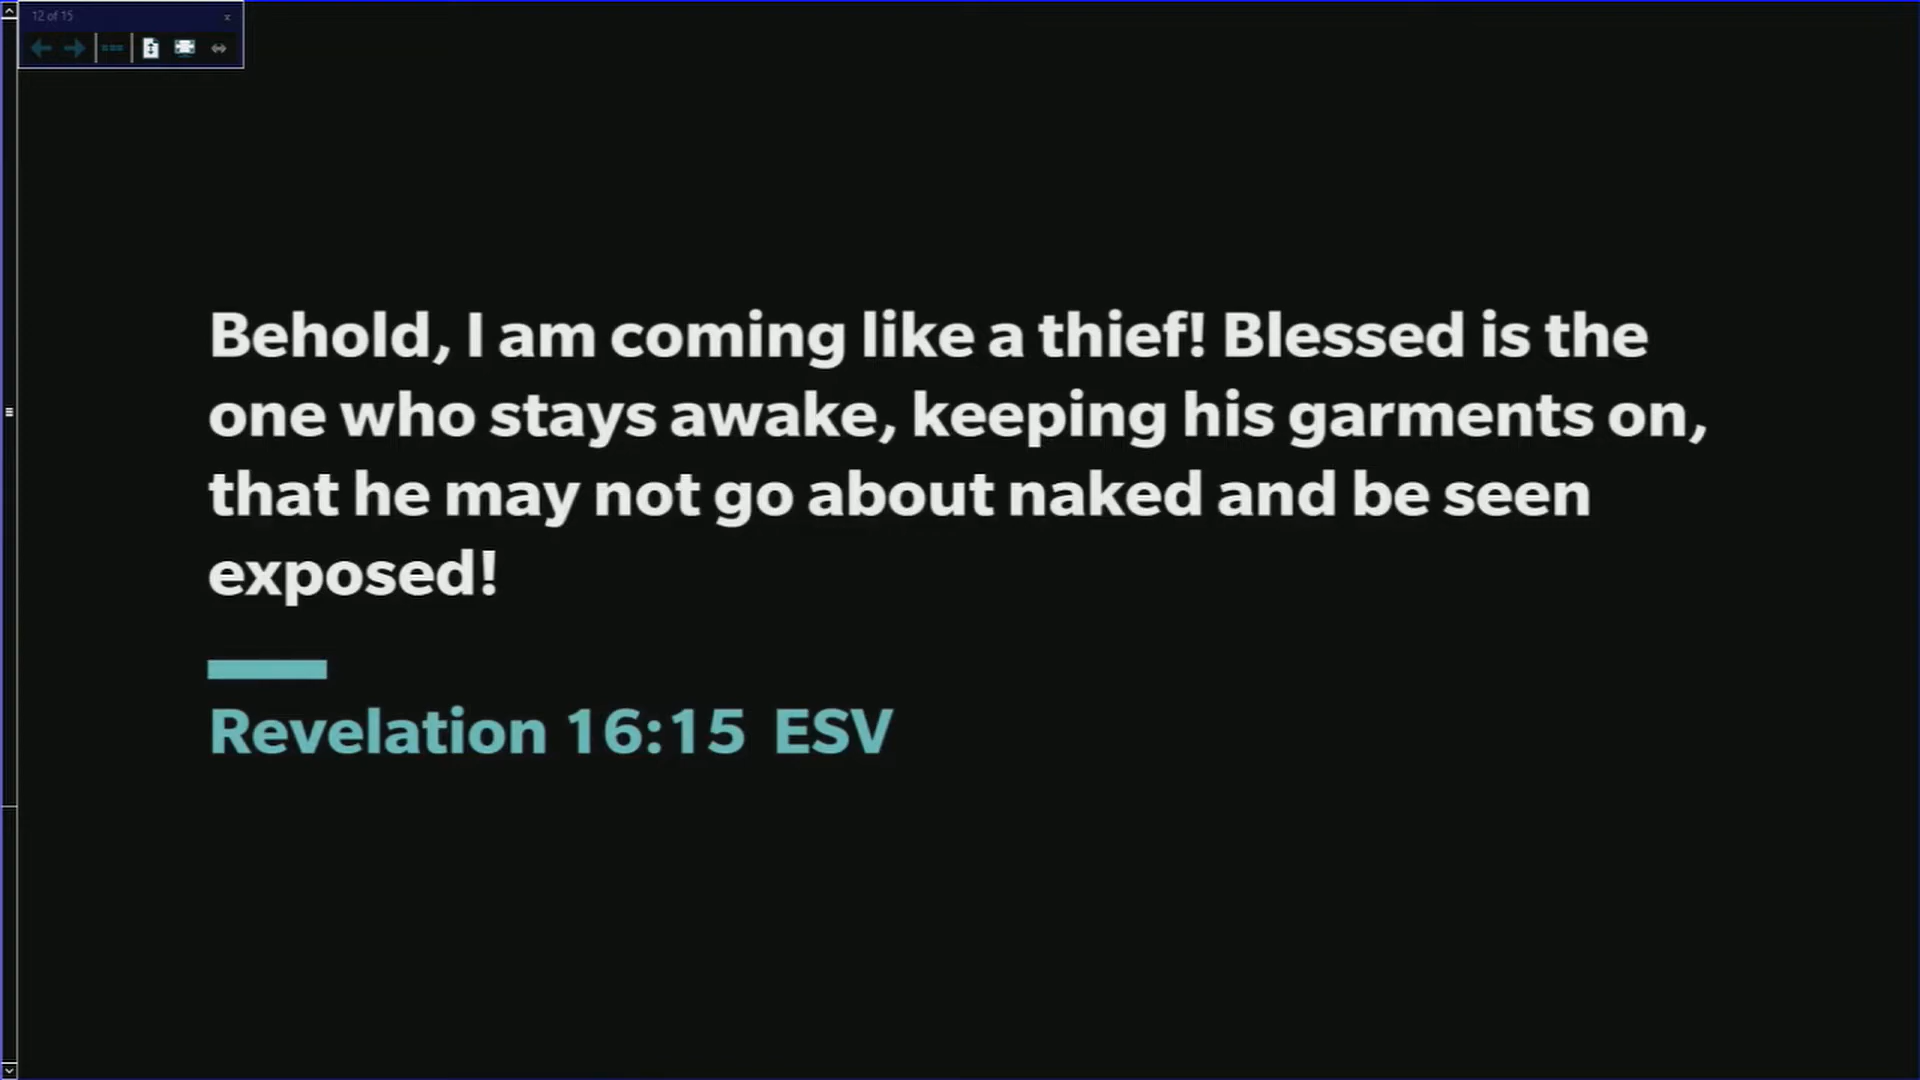 12 of 15
x
Behold, I am coming like a thief! Blessed is the
one who stays awake, keeping his garments on,
that he may not go about naked and be seen
exposed!
Revelation 16:15 ESV